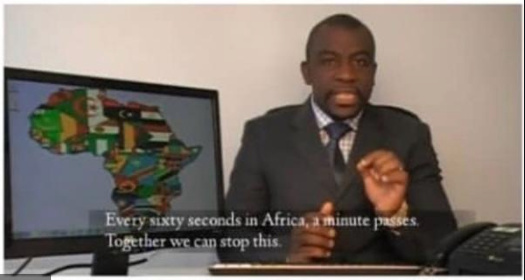 Every sixty seconds in Africa, a minute passes.
Together we can stop this.